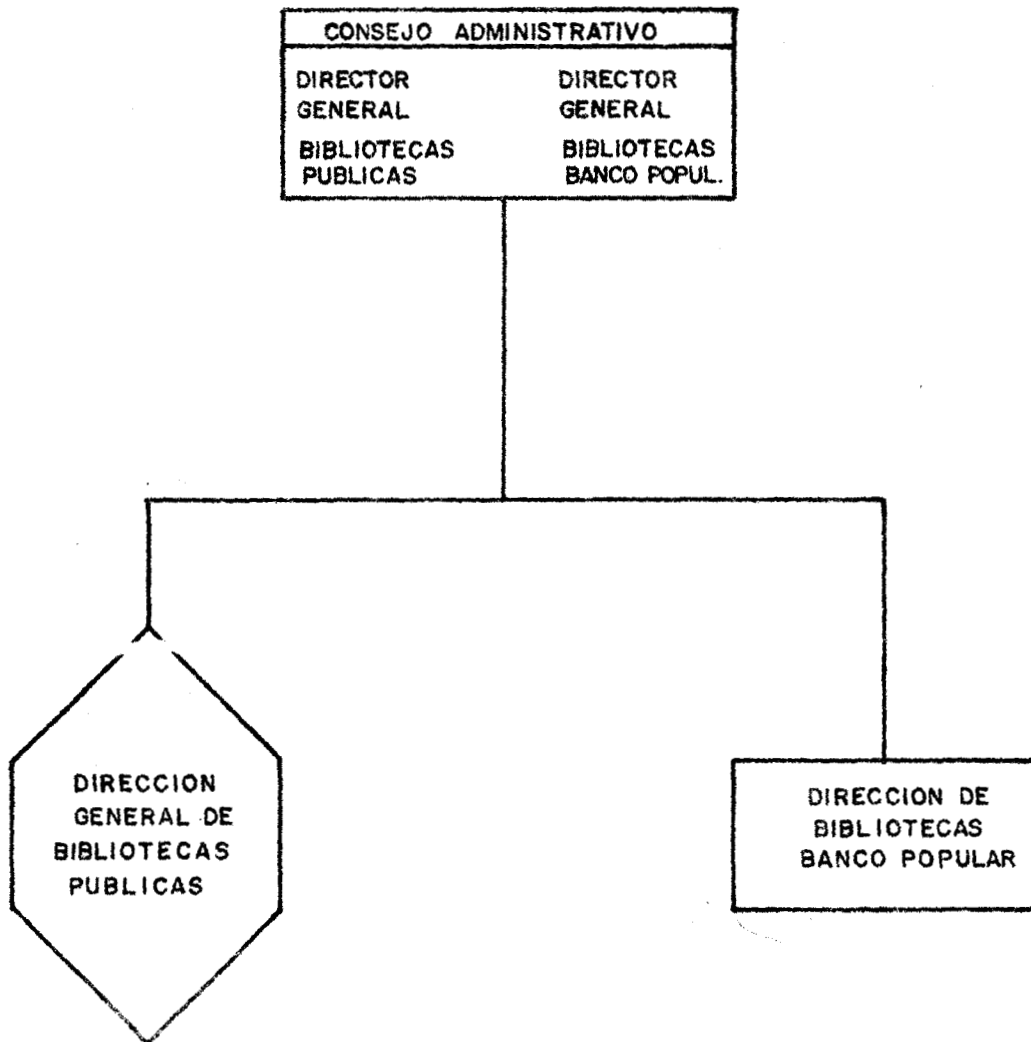 CONSEJO ADMINISTRATIVO
DIRECTOR
GENERAL
BIBLIOTECAS
PUBLICAS
DIRECTOR
GENERAL
BIBLIOTECAS
BANCO POPUL.
DIRECCION
GENERAL DE
BIBLIOTECAS
PUBLICAS
DIRECCION DE
BIBLIOTECAS
BANCO POPULAR